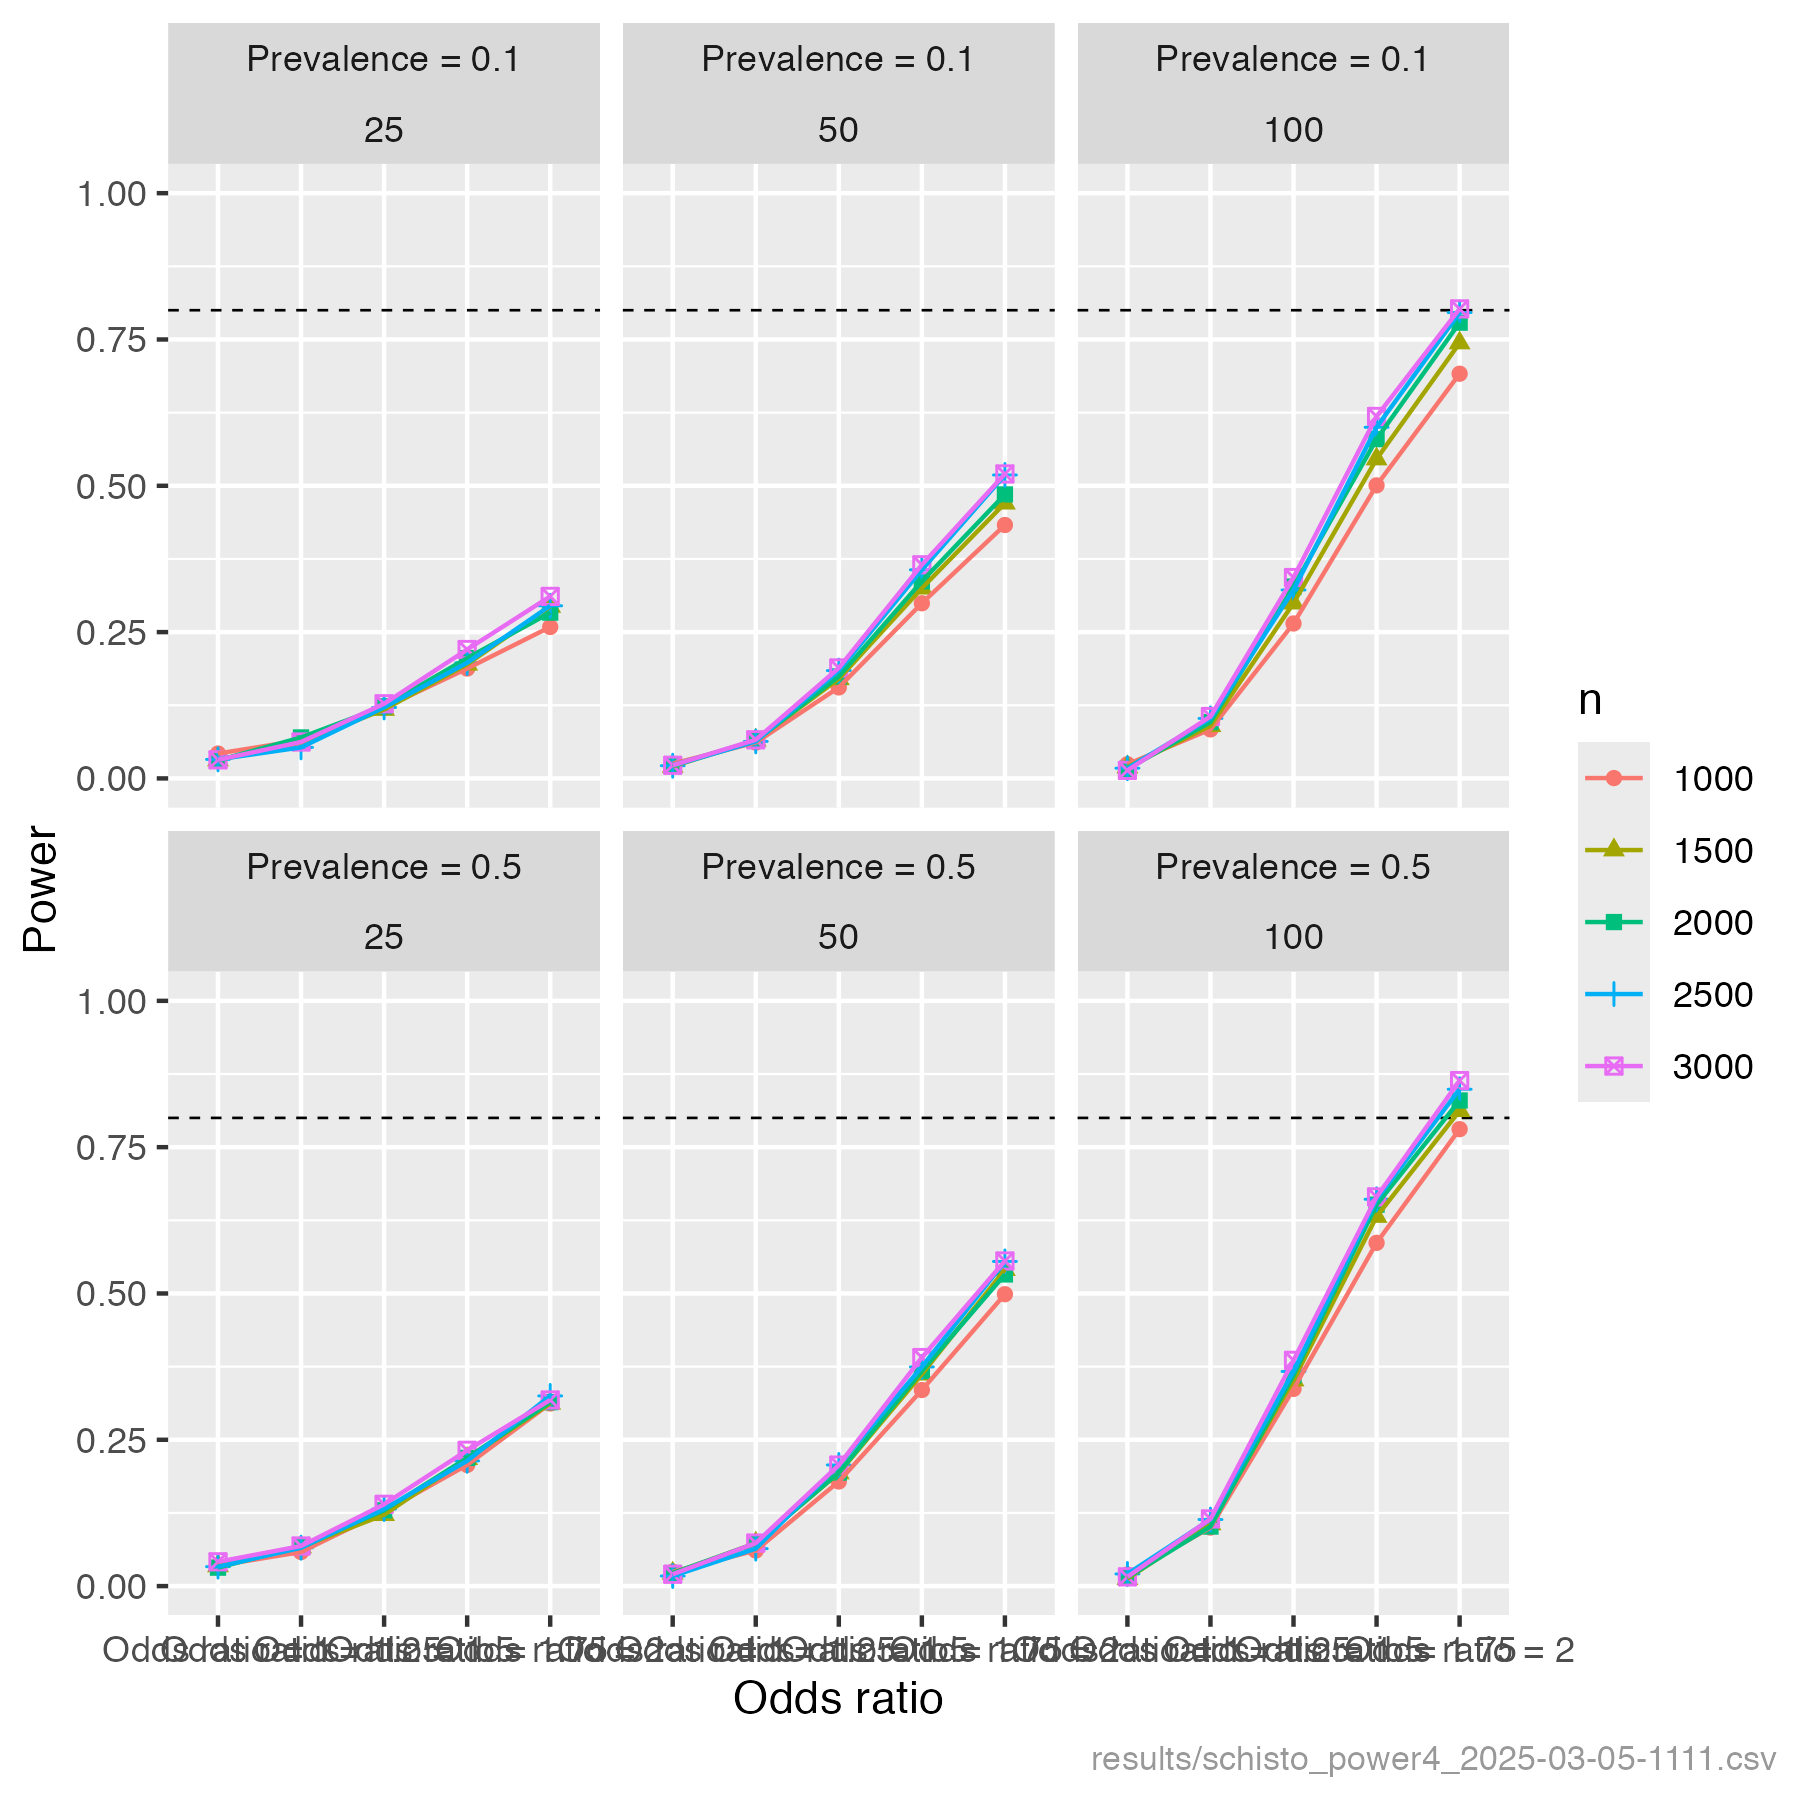 Prevalence = 0.1 Prevalence = 0.1 Prevalence = 0.1
25 50 100
1.00
0.75
0.50
0.25
0.00
Prevalence = 0.5 Prevalence = 0.5 Prevalence = 0.5
25 50 100
1.00
0.75
0.50
0.25
0.00
Power
Odds ratio
n
1000
1500
2000
2500
3000
results/schisto_power4_2025-03-05-1111.csv